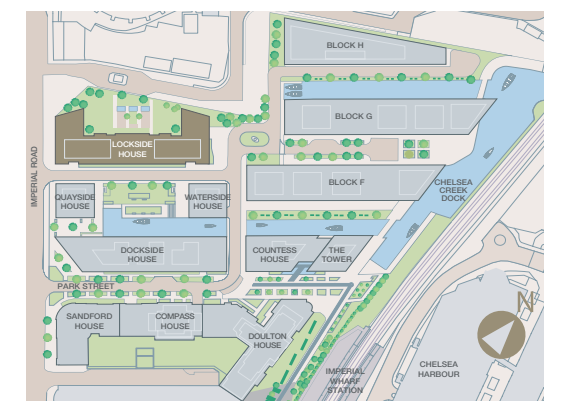 BLOCK H
BLOCK G
LOCKSIDE
HOUSE
IMPERIAL ROAD
BLOCK F
CHELSEA
CREEK
DOCK
QUAYSIDE
HOUSE
WATERSIDE
HOUSE
DOCKSIDE
HOUSE
COUNTESS
HOUSE
THE
TOWER
PARK STREET
SANDFORD
HOUSE
COMPASS
HOUSE
DOULTON
HOUSE
N
IMPERIAL
WHARF
STATION
CHELSEA
HARBOUR